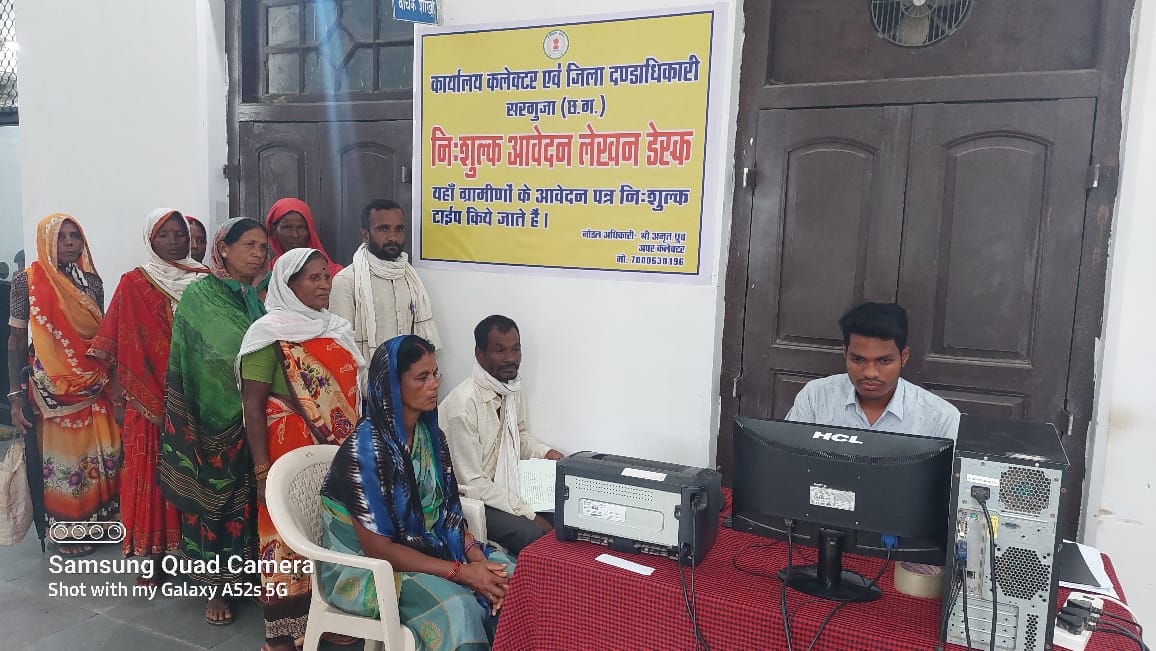 वाचक शाखा
कार्यालय कलेक्टर एवं जिला दण्डाधिकारी
सरगुजा (छ.ग.)
निःशुल्क आवेदन लेखन डेस्क
यहाँ ग्रामीणों के आवेदन पत्र निःशुल्क
टाईप किये जाते है।
नोडल अधिकारी- श्री अमृत ध्रुव
अपर कलेक्टर
मो. 7000630196
HCL
Samsung Quad Camera
Shot with my Galaxy A52s 5G